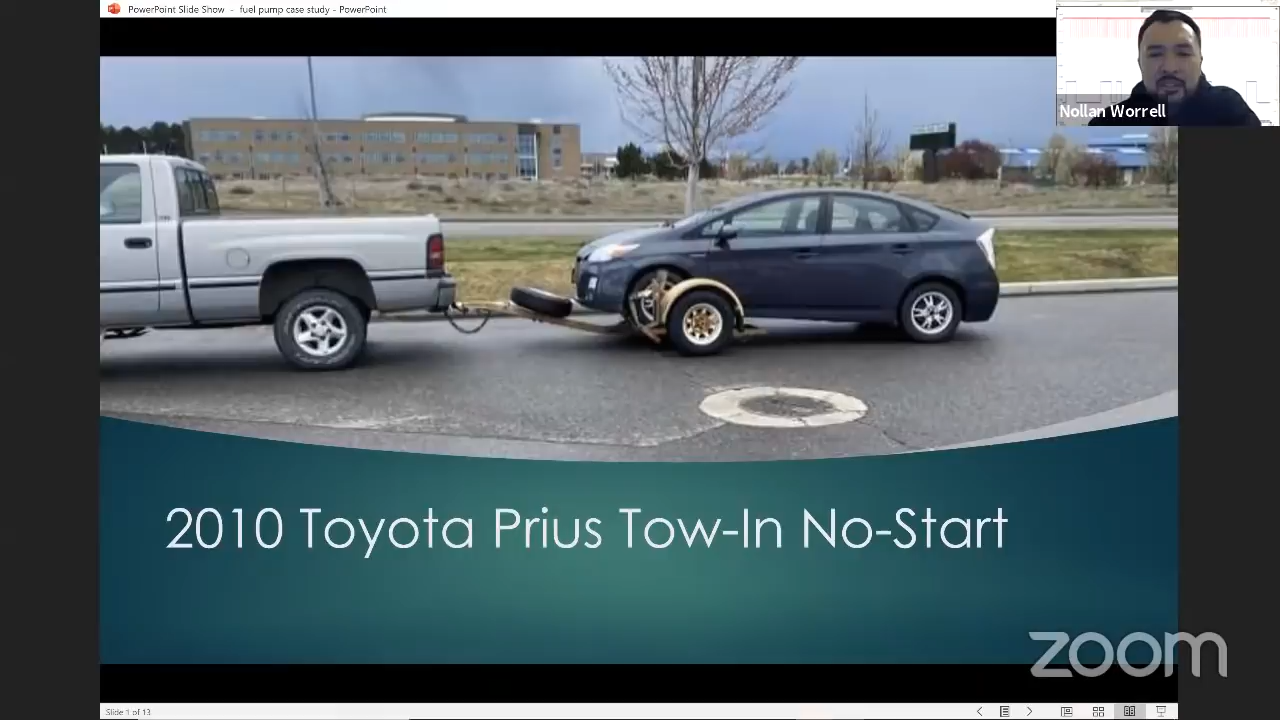 PowerPoint Slide Show - fuel pump case study - PowerPoint
Nollan Worrell
2010 Toyota Prius Tow-In No-Start
zoom
Slide 1 of 13